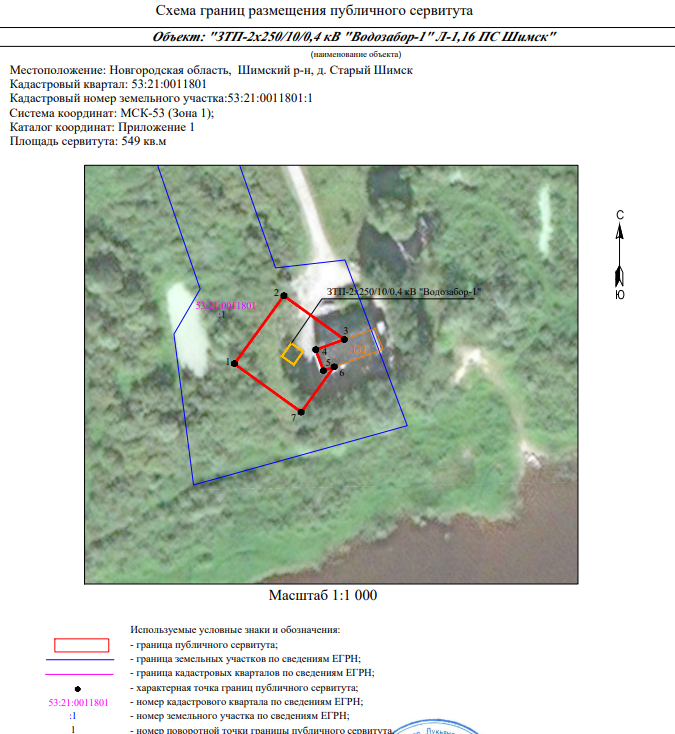 Схема границ размещения публичного сервитута
Объект: "ЗТП-2х250/10/0,4 кВ "Водозабор-1" Л-1,16 ПС Шимск"
(наименование объекта)
Местоположение: Новгородская область, Шимский р-н, д. Старый Шимск
Кадастровый квартал: 53:21:0011801
Кадастровый номер земельного участка:53:21:0011801:1
Система координат: МСК-53 (Зона 1);
Каталог координат: Приложение 1
Площадь сервитута: 549 кв.м
С
Ю
ЗТП-2х250/10/0.4 кВ "Водозабор-1"
53:21:0011801
:1
2
3
4
1
5
6
7
Масштаб 1:1 000
Используемые условные знаки и обозначения:
- граница публичного сервитута;
- граница земельных участков по сведениям ЕГРН;
- граница кадастровых кварталов по сведениям ЕГРН;
- характерная точка границ публичного сервитута;
53:21:0011801 - номер кадастрового квартала по сведениям ЕГРН;
:1 - номер земельного участка по сведениям ЕГРН;
1 - номер поворотной точки границы публичного сервитута